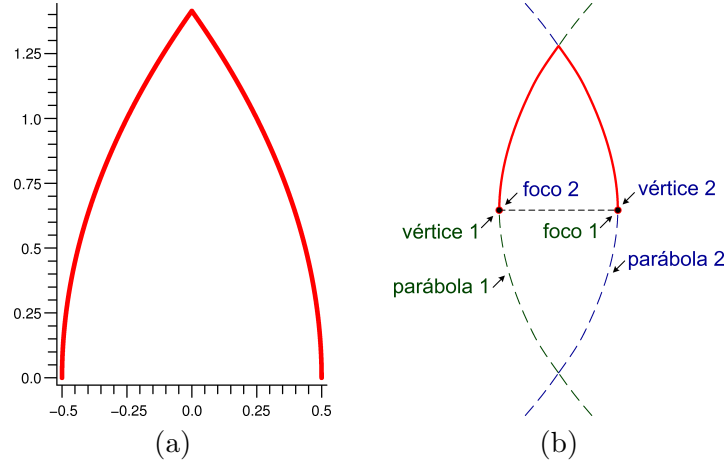 1.25
1.0
0.75
0.5
0.25
0.0
−0.5 −0.25 0.0 0.25 0.5
(a)
foco 2 vértice 2
vértice 1 foco 1
parábola 2
parábola 1
(b)